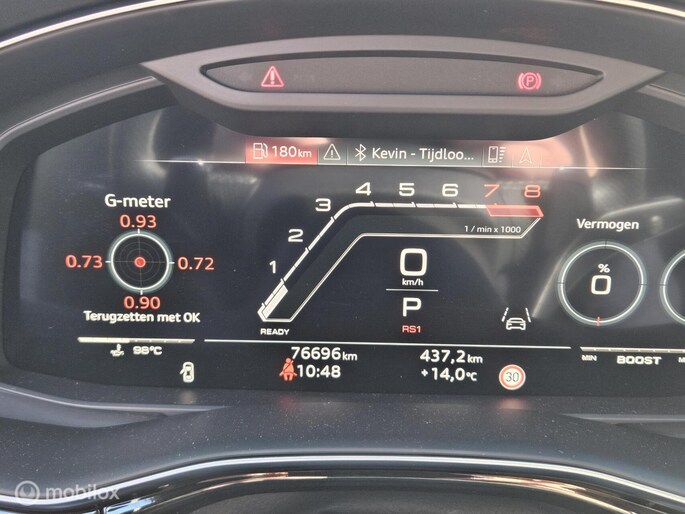 180km
Kevin - Tijdloo...
G-meter
0.93
0.73 0.72
0.90
Terugzetten met OK
1 2 3 4 5 6 7 8
1 / min x 1000
0
km/h
P
RS1
READY
Vermogen
%
0
MIN BOOST
98°C
76696km
10:48
437,2 km
+14,0°C
30
P
© mobilox